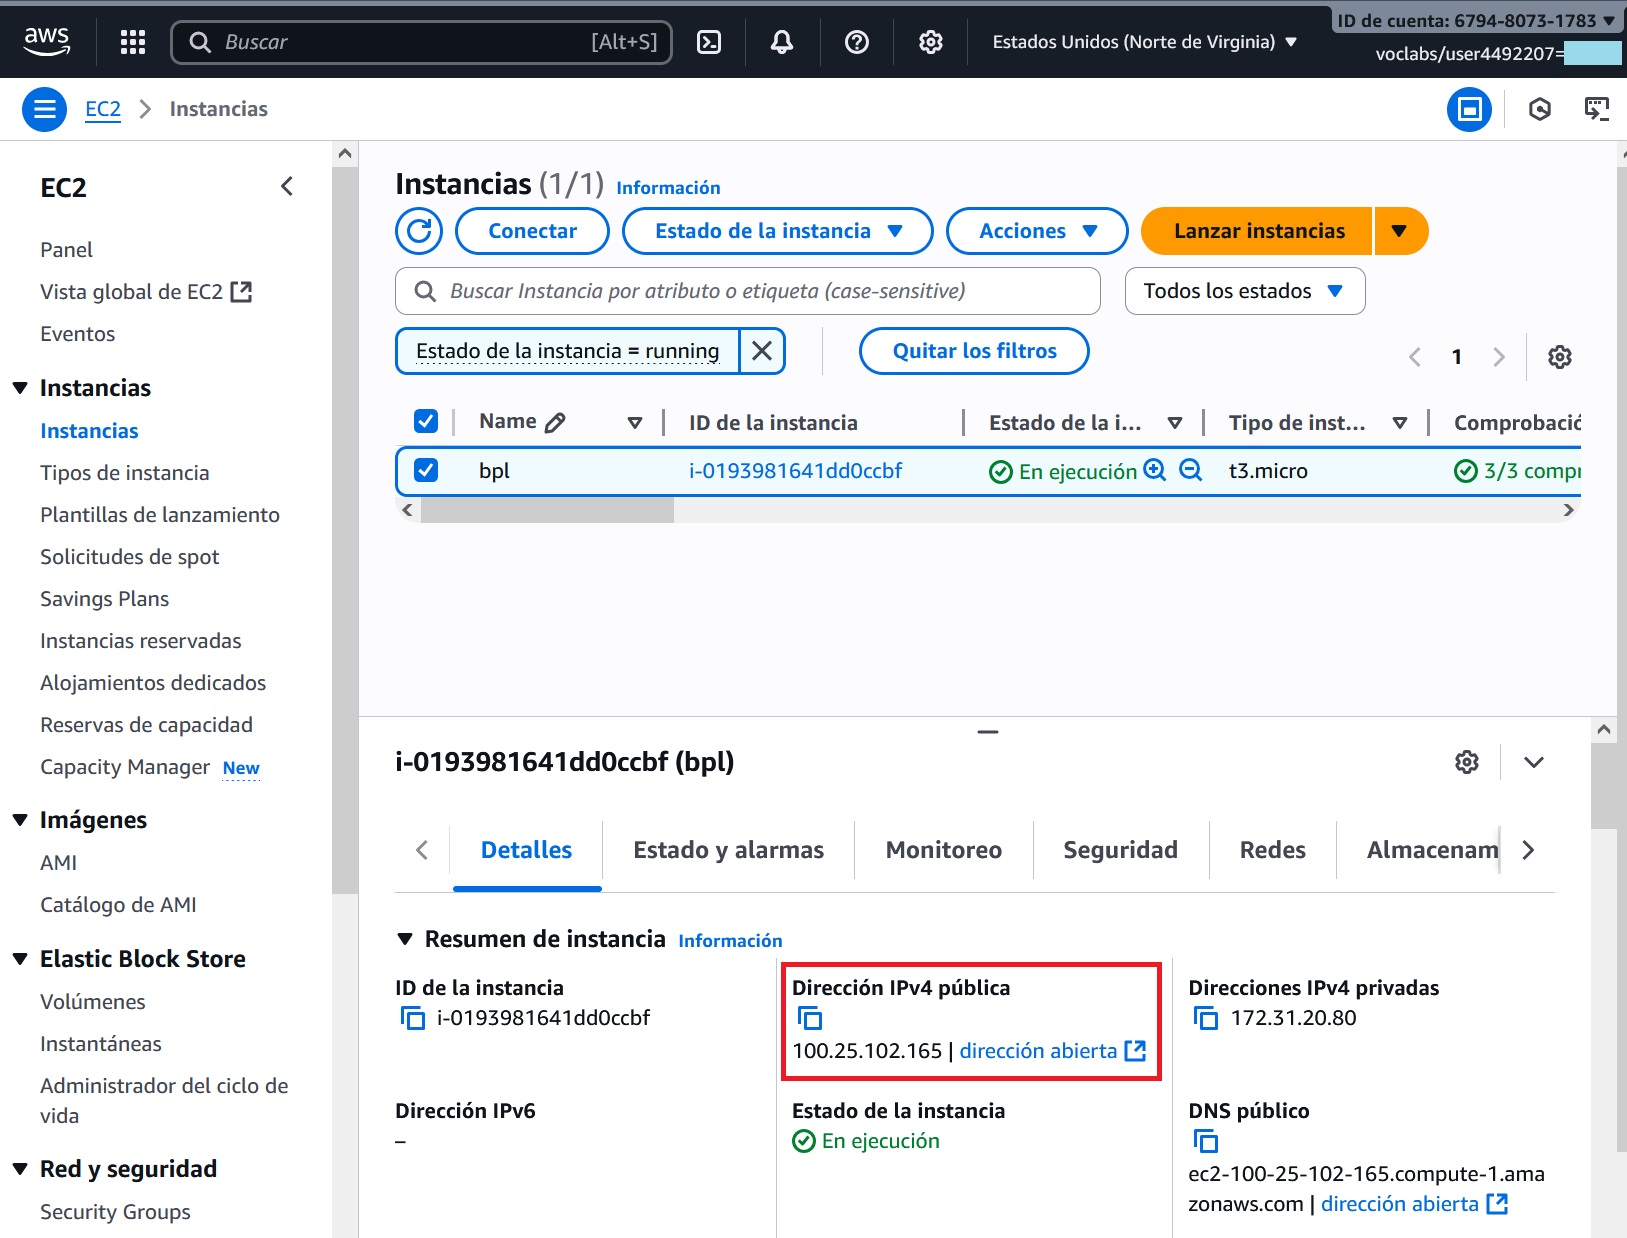 aws
Buscar [Alt+S]
Estados Unidos (Norte de Virginia)
ID de cuenta: 6794-8073-1783
voclabs/user4492207=
EC2 Instancias
EC2
Panel
Vista global de EC2
Eventos
Instancias
Instancias
Tipos de instancia
Plantillas de lanzamiento
Solicitudes de spot
Savings Plans
Instancias reservadas
Alojamientos dedicados
Reservas de capacidad
Capacity Manager New
Imágenes
AMI
Catálogo de AMI
Elastic Block Store
Volúmenes
Instantáneas
Administrador del ciclo de
vida
Red y seguridad
Security Groups
Instancias (1/1) Información
Conectar Estado de la instancia Acciones Lanzar instancias
Buscar Instancia por atributo o etiqueta (case-sensitive) Todos los estados
Estado de la instancia = running Quitar los filtros 1
Name ID de la instancia Estado de la i... Tipo de inst... Comprobació
bpl i-0193981641dd0ccbf En ejecución t3.micro 3/3 compr
i-0193981641dd0ccbf (bpl)
Detalles Estado y alarmas Monitoreo Seguridad Redes Almacenam
Resumen de instancia Información
ID de la instancia
i-0193981641dd0ccbf
Dirección IPv4 pública
100.25.102.165 | dirección abierta
Direcciones IPv4 privadas
172.31.20.80
Dirección IPv6
–
Estado de la instancia
En ejecución
DNS público
ec2-100-25-102-165.compute-1.ama
zonaws.com | dirección abierta